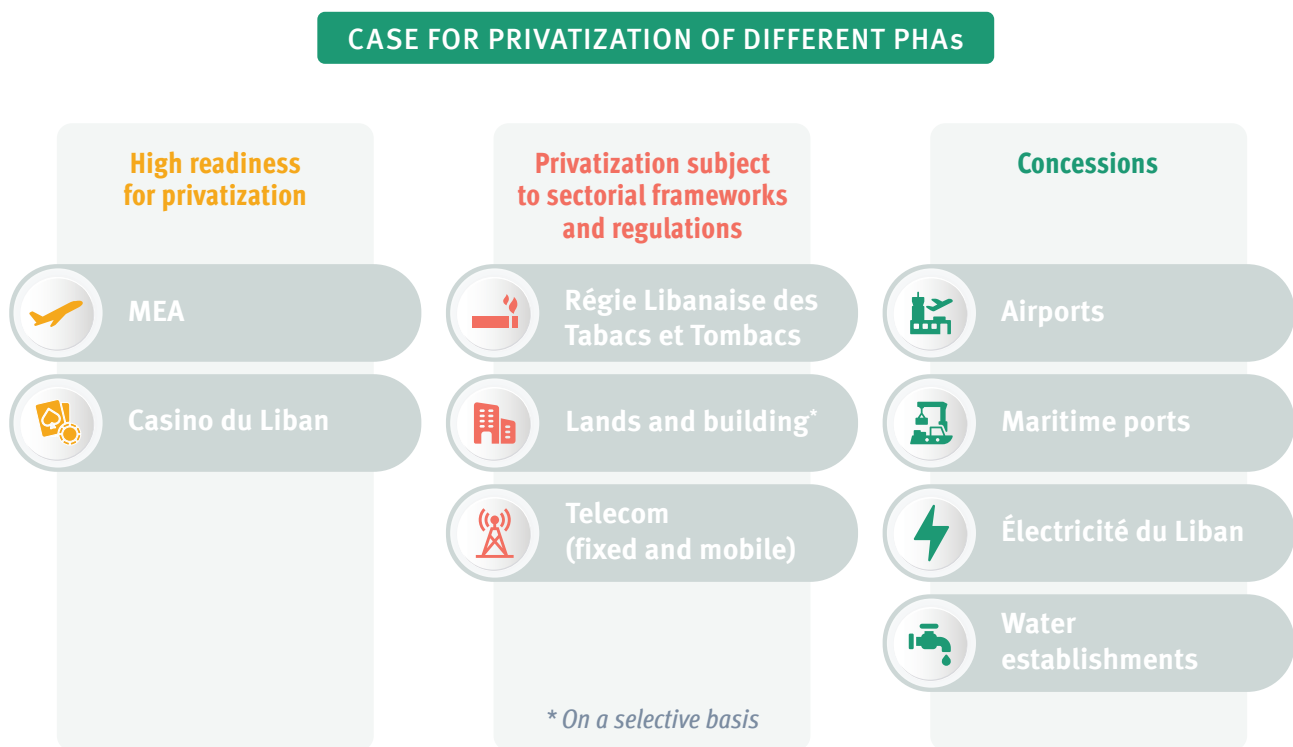 CASE FOR PRIVATIZATION OF DIFFERENT PHAs
High readiness
for privatization
MEA
Casino du Liban
Privatization subject
to sectorial frameworks
and regulations
Régie Libanaise des
Tabacs et Tombacs
Lands and building*
Telecom
(fixed and mobile)
* On a selective basis
Concessions
Airports
Maritime ports
Électricité du Liban
Water
establishments